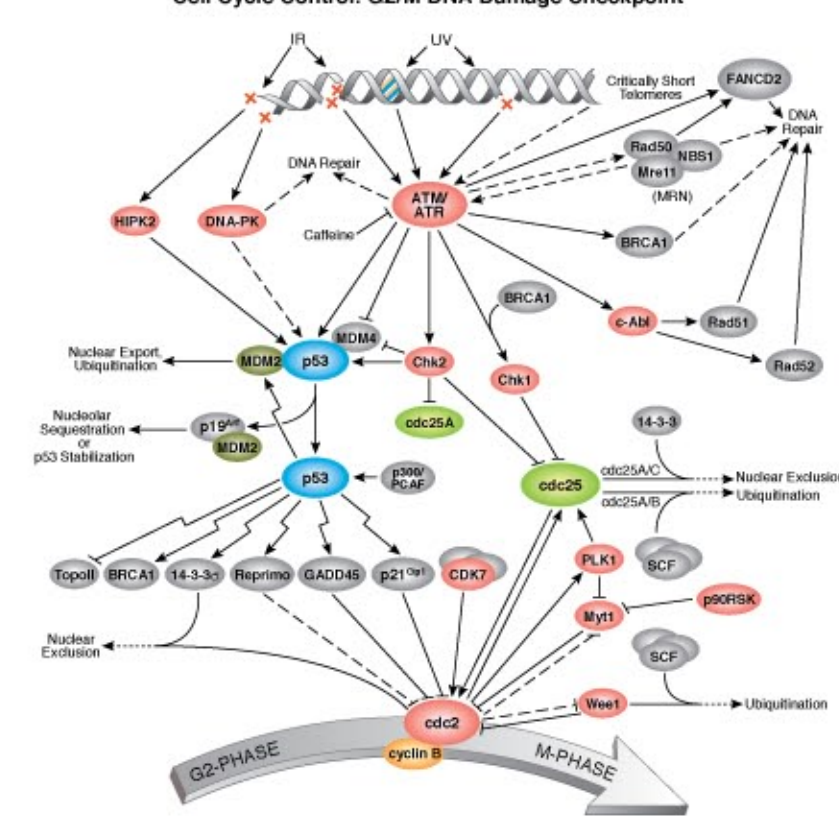 Cell Cycle Control: G2/M DNA Damage Checkpoint
IR
UV
Critically Short
Telomeres
FANCD2
DNA
Repair
Rad50
NBS1
Mre11
(MRN)
DNA Repair
ATM/
ATR
HIPK2
DNA-PK
Caffeine
BRCA1
BRCA1
c-Abl
Rad51
Rad52
MDM4
Nuclear Export,
Ubiquitination
MDM2
p53
Chk2
Chk1
cdc25A
Nucleolar
Sequestration
or
p53 Stabilization
p19Arf
MDM2
14-3-3
p53
p300/
PCAF
cdc25
cdc25A/C
Nuclear Exclusio
cdc25A/B
Ubiquitination
TopoII
BRCA1
14-3-3σ
Reprimo
GADD45
p21Cip1
CDK7
PLK1
SCF
Myt1
p90RSK
Nuclear
Exclusion
SCF
Wee1
Ubiquitination
cdc2
cyclin B
G2-PHASE
M-PHASE